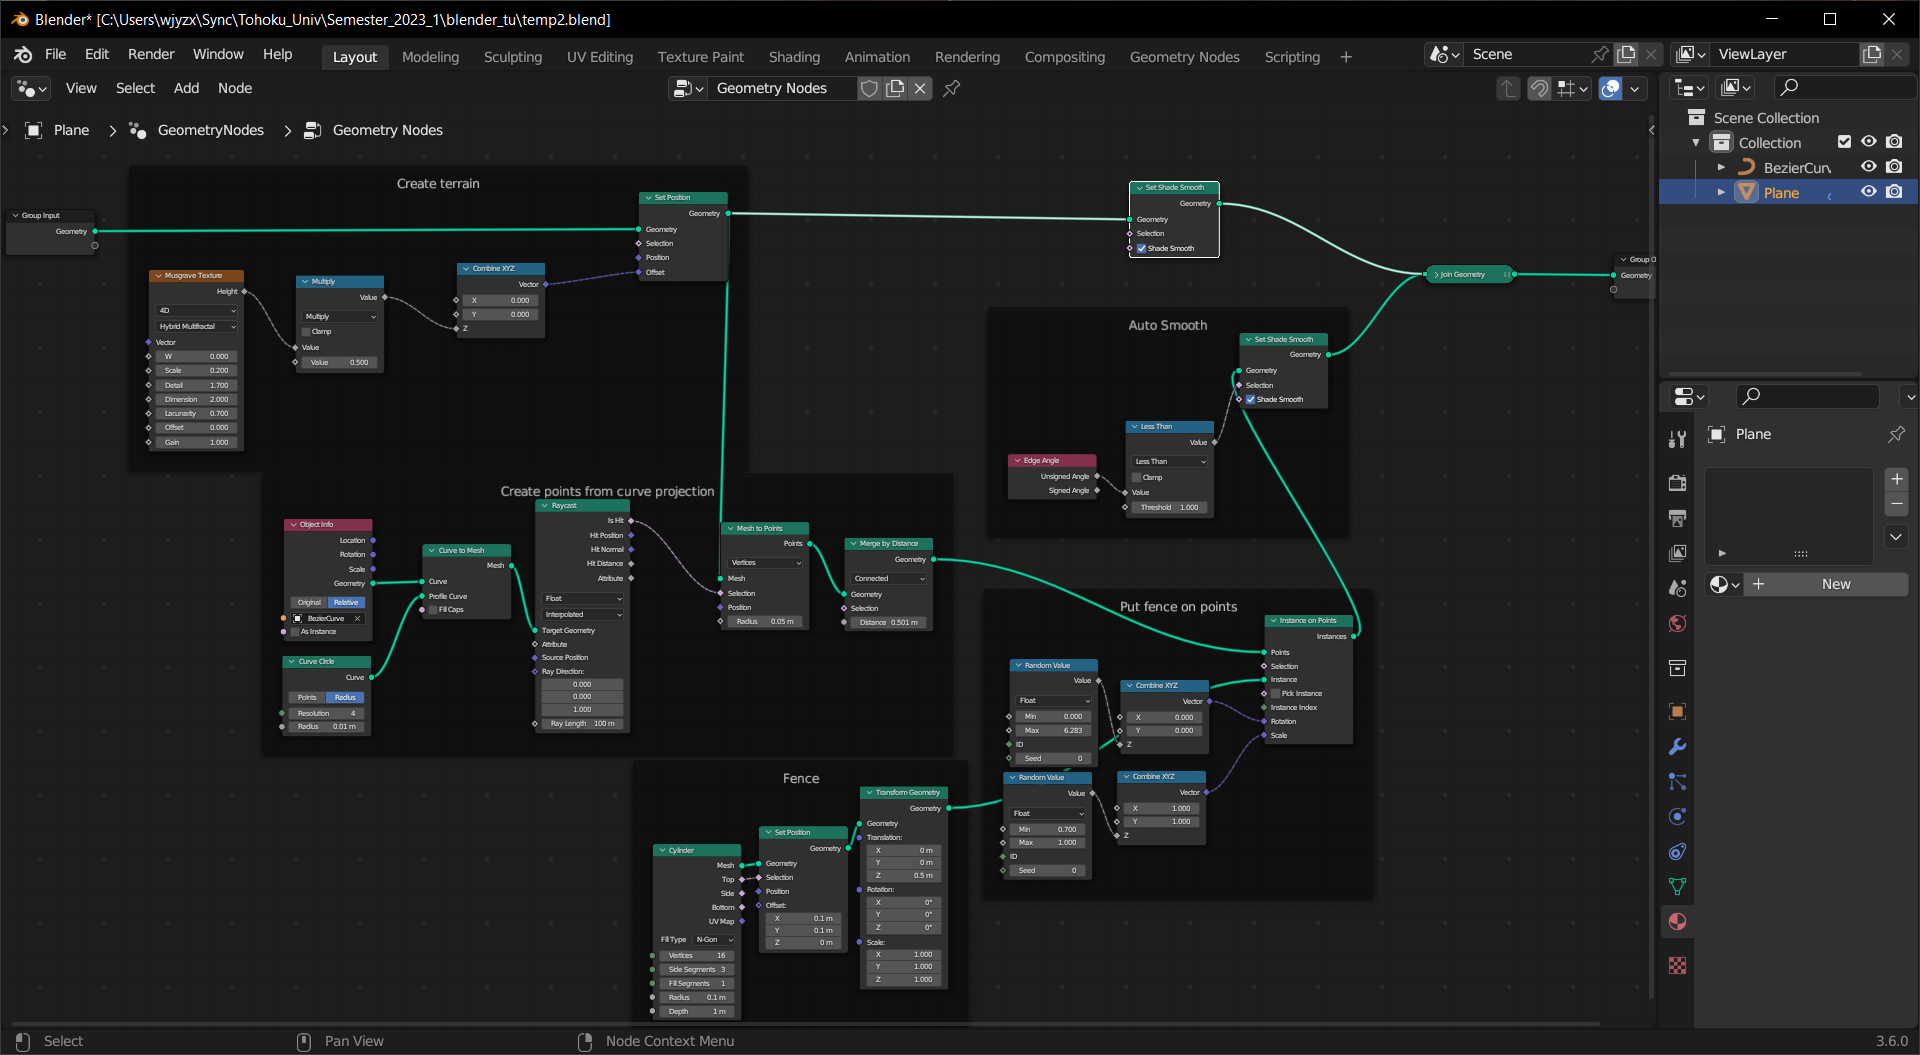 Blender* [C:\Users\wjyzx\Sync\Tohoku_Univ\Semester_2023_1\blender_tu\temp2.blend]
File Edit Render Window Help Layout Modeling Sculpting UV Editing Texture Paint Shading Animation Rendering Compositing Geometry Nodes Scripting + Scene ViewLayer
View Select Add Node Geometry Nodes
Plane > GeometryNodes > Geometry Nodes
Scene Collection
Collection
BezierCurv
Plane
Group Input
Geometry
Create terrain
Set Position
Geometry
Geometry
Selection
Position
Offset
Musgrave Texture
Height
4D
Hybrid Multifractal
Vector
W 0.000
Scale 0.200
Detail 1.700
Dimension 2.000
Lacunarity 0.700
Offset 0.000
Gain 1.000
Multiply
Value
Multiply
Clamp
Value
Value 0.500
Combine XYZ
Vector
X 0.000
Y 0.000
Z
Set Shade Smooth
Geometry
Geometry
Selection
Shade Smooth
Join Geometry
Group O
Geometry
Auto Smooth
Set Shade Smooth
Geometry
Geometry
Selection
Shade Smooth
Less Than
Value
Less Than
Clamp
Value
Threshold 1.000
Edge Angle
Unsigned Angle
Signed Angle
Create points from curve projection
Object Info
Location
Rotation
Scale
Geometry
Original Relative
BezierCurve
As Instance
Curve Circle
Curve
Points Radius
Resolution 4
Radius 0.01 m
Curve to Mesh
Mesh
Curve
Profile Curve
Fill Caps
Raycast
Is Hit
Hit Position
Hit Normal
Hit Distance
Attribute
Float
Interpolated
Target Geometry
Attribute
Source Position
Ray Direction:
0.000
0.000
1.000
Ray Length 100 m
Mesh to Points
Points
Vertices
Mesh
Selection
Position
Radius 0.05 m
Merge by Distance
Geometry
Connected
Geometry
Selection
Distance 0.501 m
Put fence on points
Instance on Points
Instances
Points
Selection
Instance
Pick Instance
Instance Index
Rotation
Scale
Random Value
Value
Float
Min 0.000
Max 6.283
ID
Seed 0
Combine XYZ
Vector
X 0.000
Y 0.000
Z
Random Value
Value
Float
Min 0.700
Max 1.000
ID
Seed 0
Combine XYZ
Vector
X 1.000
Y 1.000
Z
Fence
Cylinder
Mesh
Top
Side
Bottom
UV Map
Fill Type N-Gon
Vertices 16
Side Segments 3
Fill Segments 1
Radius 0.1 m
Depth 1 m
Set Position
Geometry
Geometry
Selection
Position
Offset:
X 0.1 m
Y 0.1 m
Z 0 m
Transform Geometry
Geometry
Geometry
Translation:
X 0 m
Y 0 m
Z 0.5 m
Rotation:
X 0°
Y 0°
Z 0°
Scale:
X 1.000
Y 1.000
Z 1.000
Plane
New
Select Pan View Node Context Menu 3.6.0